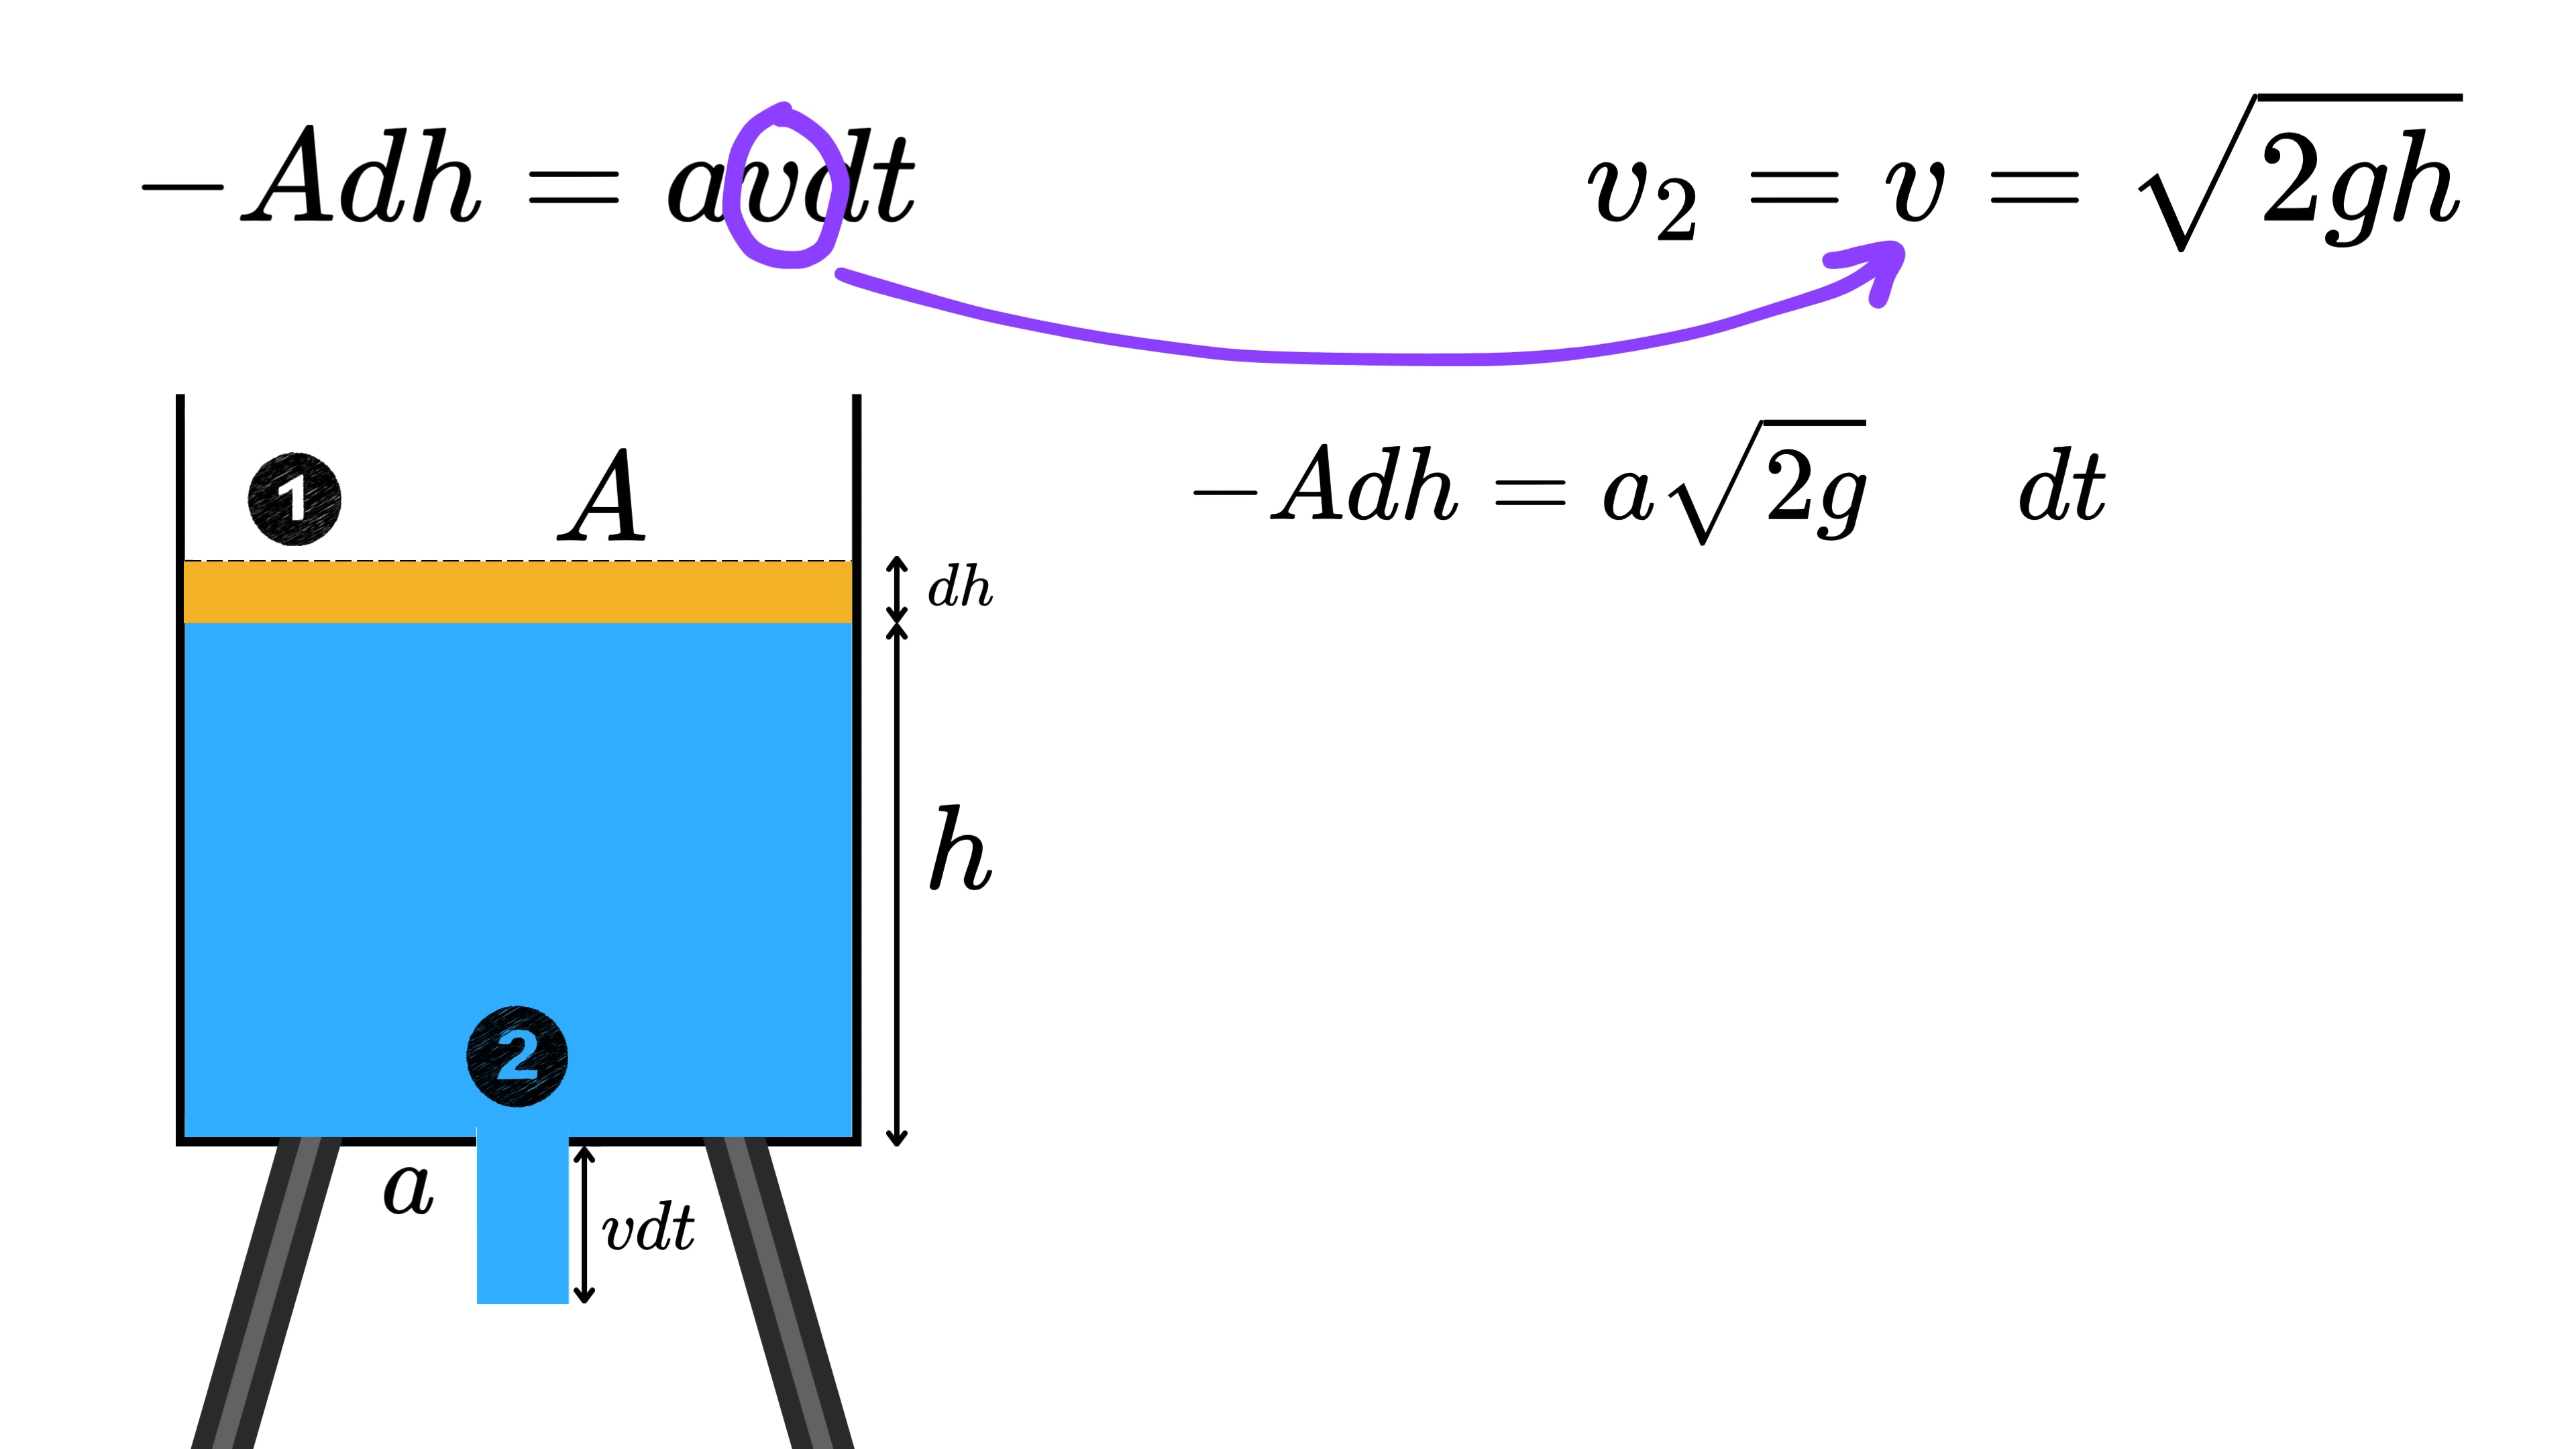 −Adh = avdt
v₂ = v = √2gh
−Adh = a√2g dt
1
A
dh
h
2
a
vdt